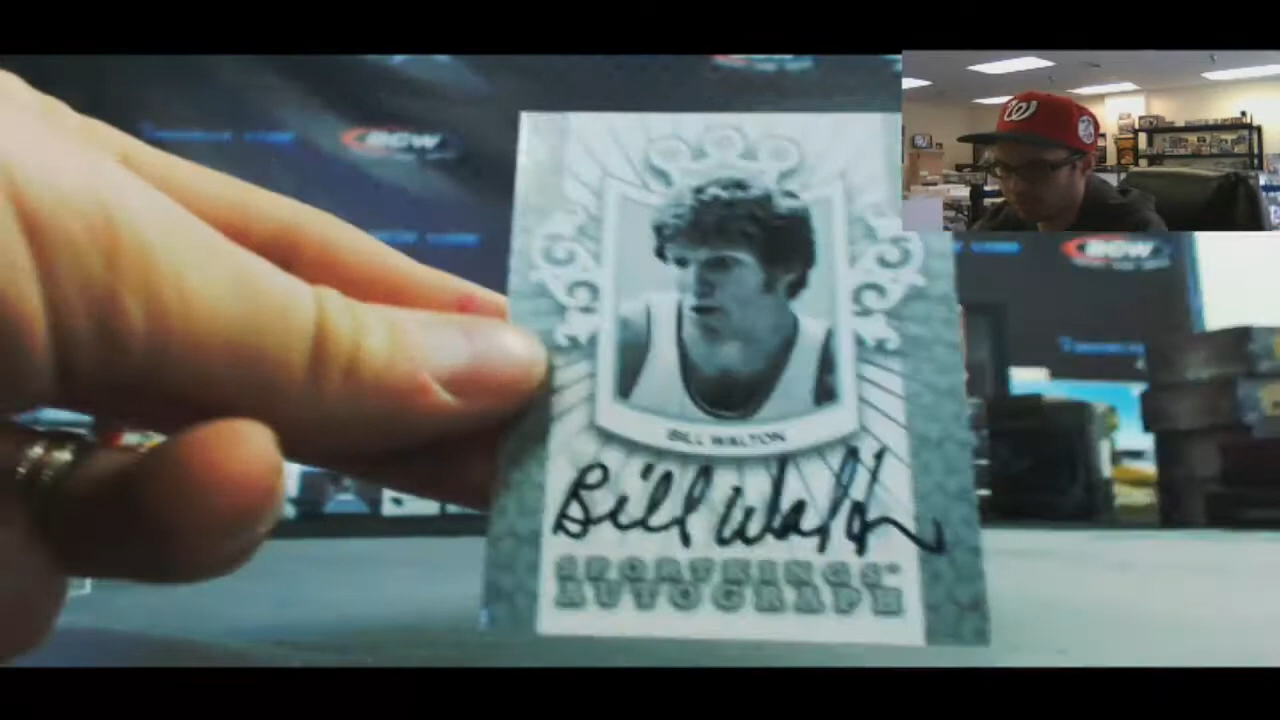 BCW
BCW
W
BILL WALTON
Bill Walton
SPORTKINGS
AUTOGRAPH